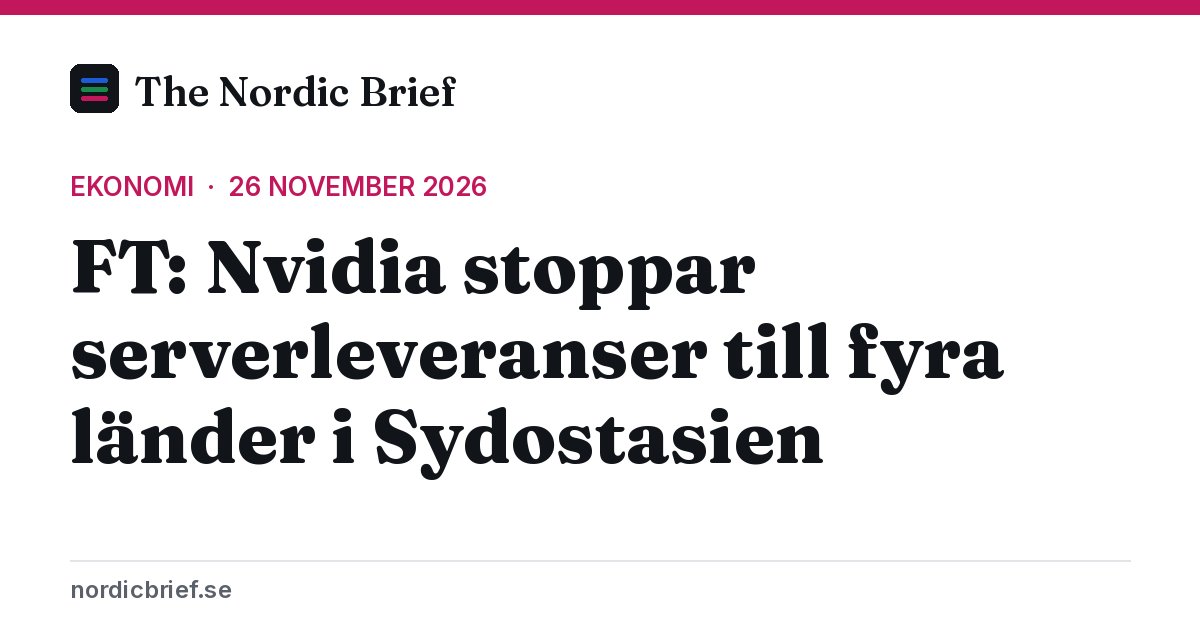 The Nordic Brief
EKONOMI · 26 NOVEMBER 2026
FT: Nvidia stoppar
serverleveranser till fyra
länder i Sydostasien
nordicbrief.se